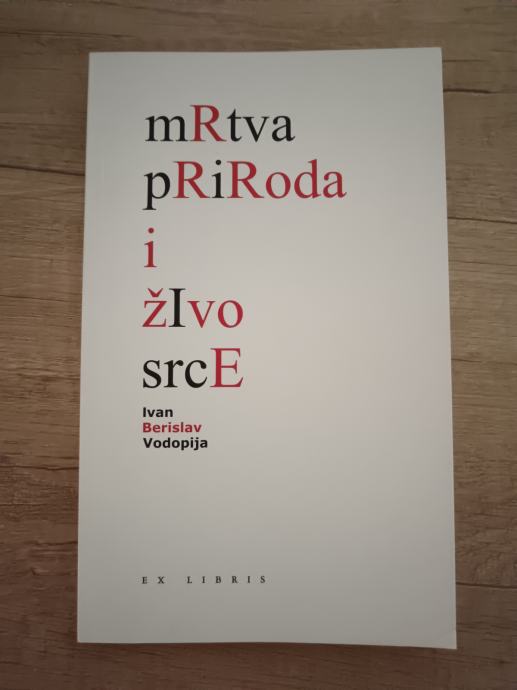 mRtva
pRiRoda
i
žIvo
srcE
Ivan
Berislav
Vodopija
EX LIBRIS